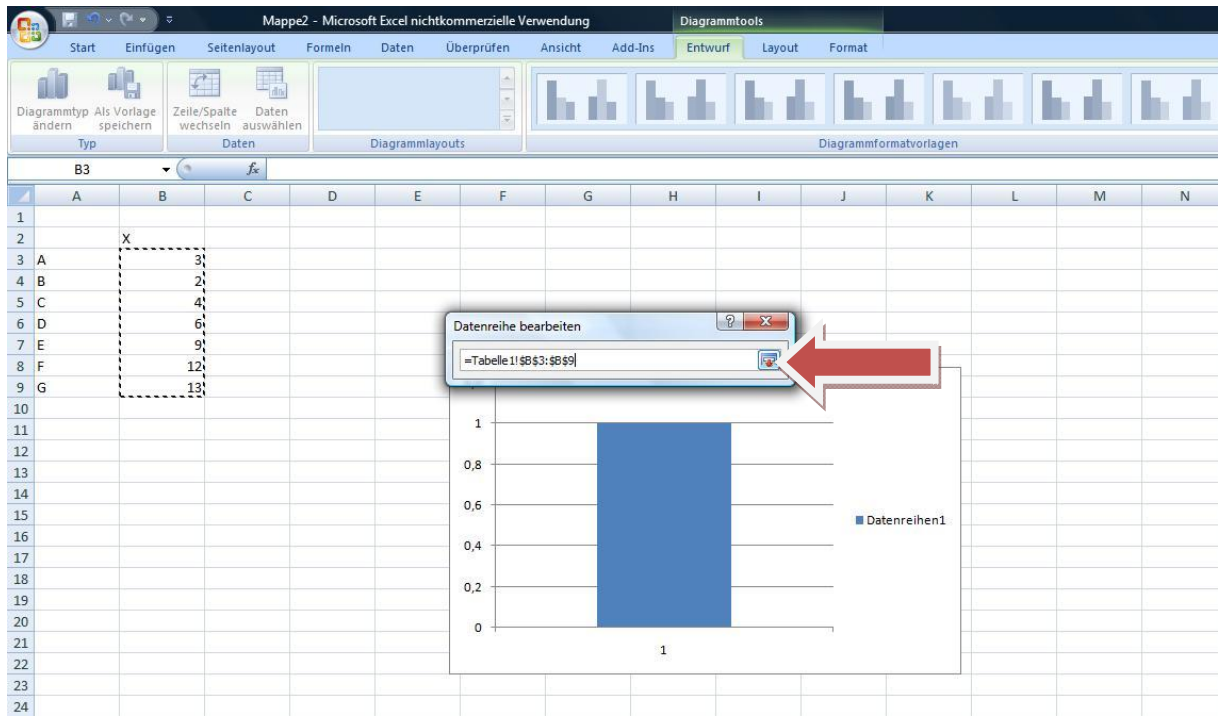 Mappe2 - Microsoft Excel nichtkommerzielle Verwendung
Diagrammtools
Start Einfügen Seitenlayout Formeln Daten Überprüfen Ansicht Add-Ins Entwurf Layout Format
Diagrammtyp ändern
Als Vorlage speichern
Zeile/Spalte wechseln
Daten auswählen
Typ Daten Diagrammlayouts Diagrammformatvorlagen
B3 fx
A B C D E F G H I J K L M N
1
2 X
3 A 3
4 B 2
5 C 4
6 D 6
7 E 9
8 F 12
9 G 13
10
11
12
13
14
15
16
17
18
19
20
21
22
23
24
Datenreihe bearbeiten ?
=Tabelle1!$B$3:$B$9
1
0,8
0,6
0,4
0,2
0
1
Datenreihen1